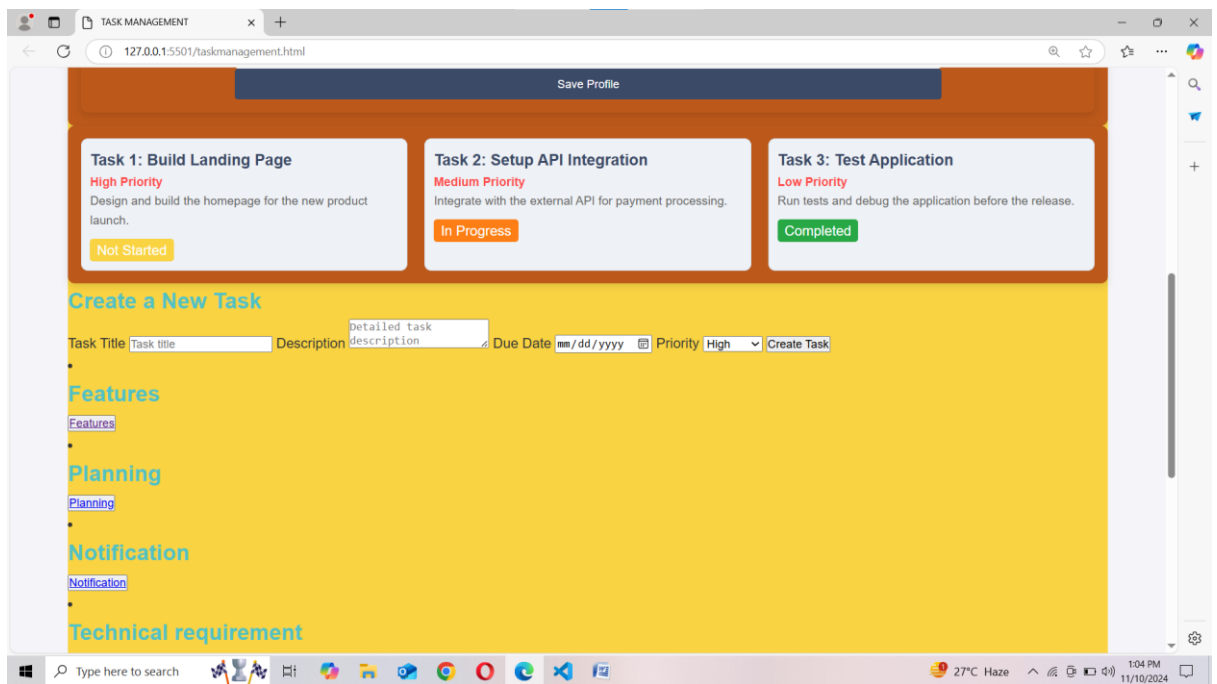 TASK MANAGEMENT
127.0.0.1:5501/taskmanagement.html
Save Profile
Task 1: Build Landing Page
High Priority
Design and build the homepage for the new product
launch.
Not Started
Task 2: Setup API Integration
Medium Priority
Integrate with the external API for payment processing.
In Progress
Task 3: Test Application
Low Priority
Run tests and debug the application before the release.
Completed
Create a New Task
Task Title Task title Description Detailed task description Due Date mm/dd/yyyy Priority High Create Task
Features
Features
Planning
Planning
Notification
Notification
Technical requirement
Type here to search 27°C Haze 1:04 PM
11/10/2024